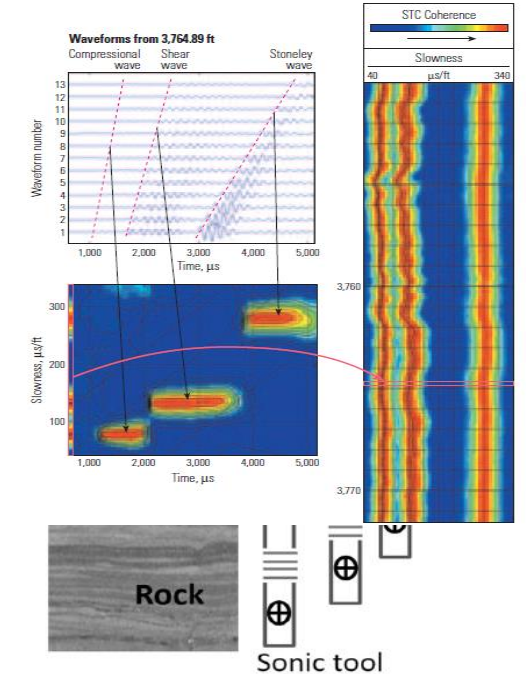 Waveforms from 3,764.89 ft
Compressional wave
Shear wave
Stoneley wave
Waveform number
13
12
11
10
9
8
7
6
5
4
3
2
1
1,000 2,000 3,000 4,000 5,000
Time, µs
Slowness, µs/ft
300
200
100
1,000 2,000 3,000 4,000 5,000
Time, µs
STC Coherence
Slowness
40 µs/ft 340
3,760
3,770
Rock
Sonic tool